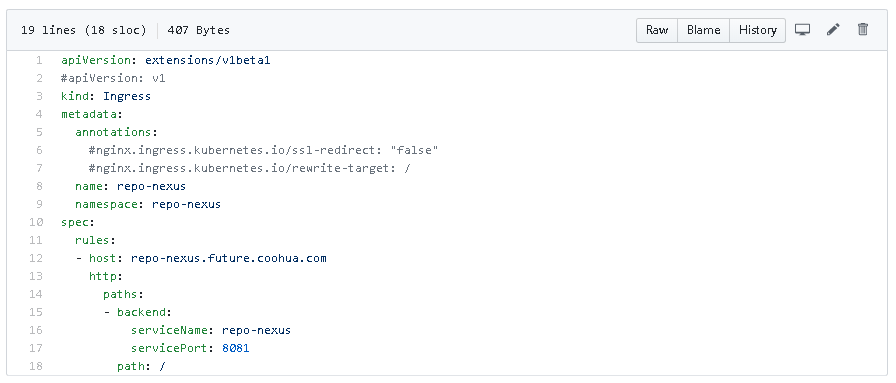 19 lines (18 sloc) 407 Bytes Raw Blame History
1 apiVersion: extensions/v1beta1
2 #apiVersion: v1
3 kind: Ingress
4 metadata:
5   annotations:
6     #nginx.ingress.kubernetes.io/ssl-redirect: "false"
7     #nginx.ingress.kubernetes.io/rewrite-target: /
8   name: repo-nexus
9   namespace: repo-nexus
10 spec:
11   rules:
12   - host: repo-nexus.future.coohua.com
13     http:
14       paths:
15       - backend:
16           serviceName: repo-nexus
17           servicePort: 8081
18         path: /